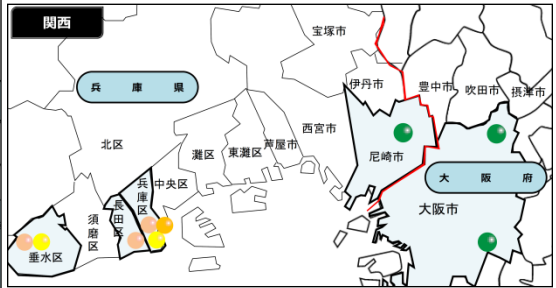 関西
宝塚市
兵庫県
伊丹市
豊中市
吹田市
摂津市
北区
灘区
東灘区
芦屋市
西宮市
尼崎市
兵庫区
中央区
大阪府
長田区
須磨区
大阪市
垂水区